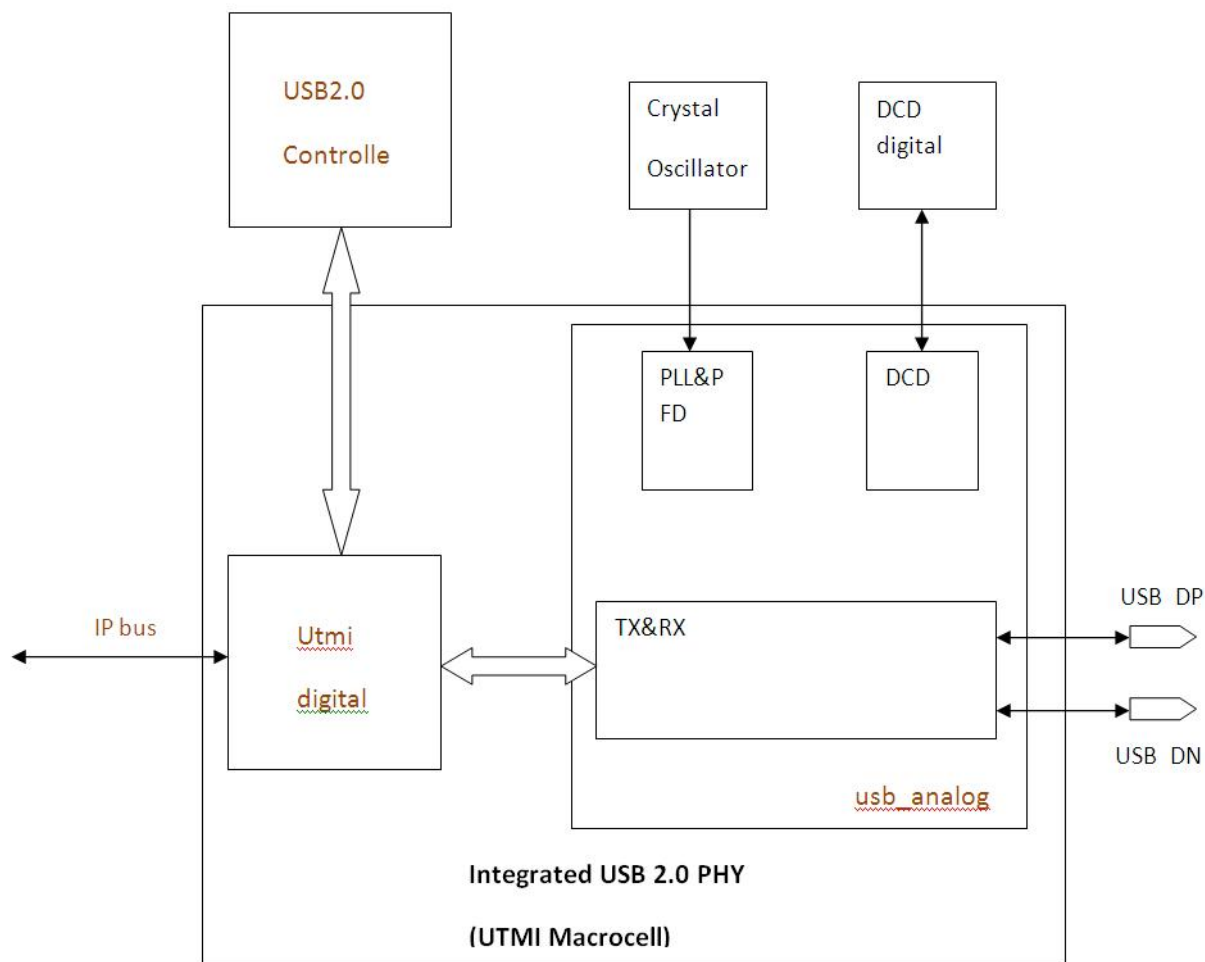 USB2.0
Controlle
Crystal
Oscillator
DCD
digital
PLL&P
FD
DCD
IP bus
Utmi
digital
TX&RX
USB DP
USB DN
usb_analog
Integrated USB 2.0 PHY
(UTMI Macrocell)